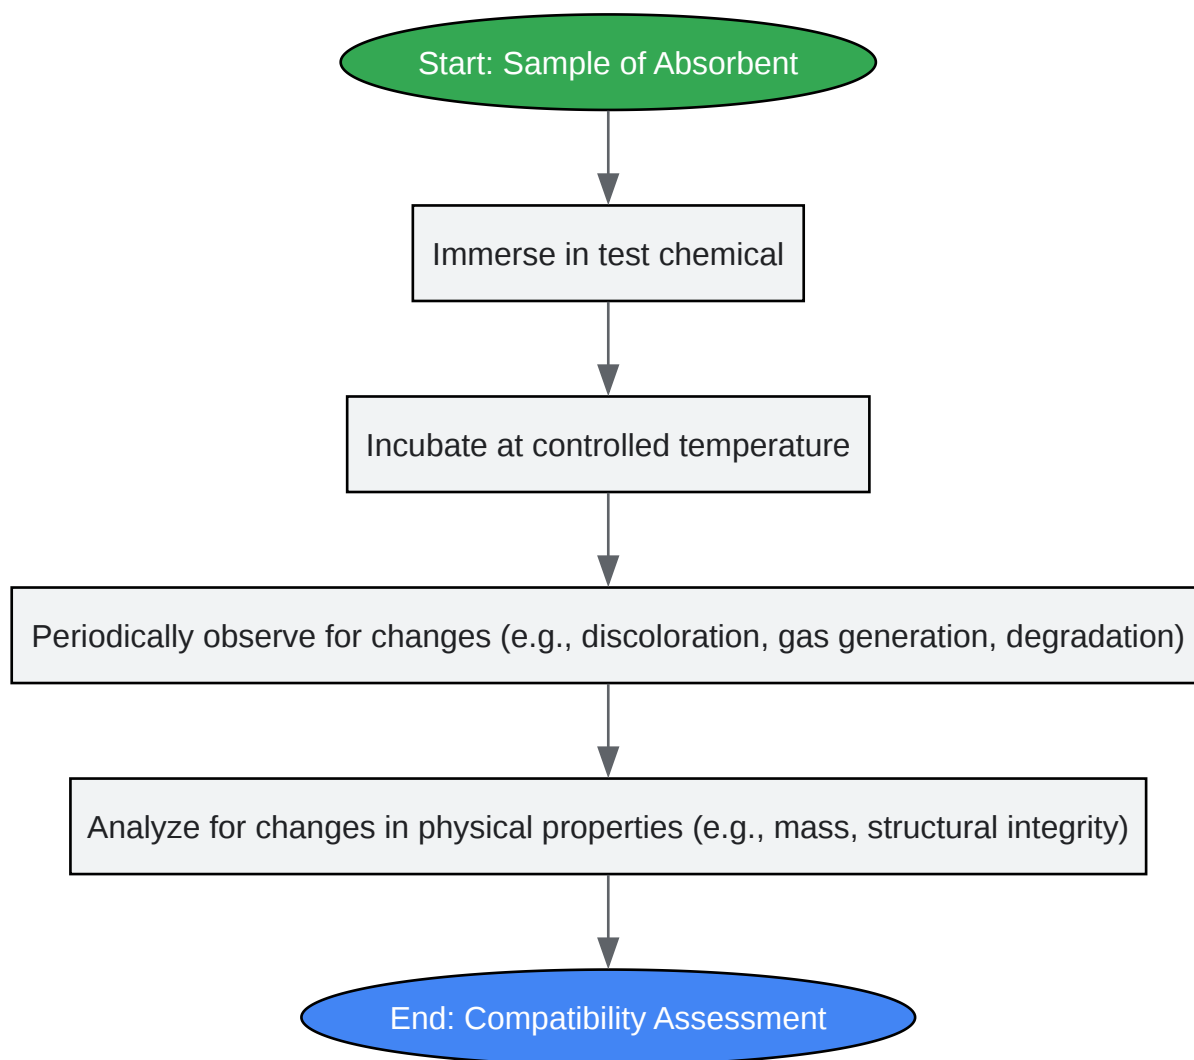 Start: Sample of Absorbent
Immerse in test chemical
Incubate at controlled temperature
Periodically observe for changes (e.g., discoloration, gas generation, degradation)
Analyze for changes in physical properties (e.g., mass, structural integrity)
End: Compatibility Assessment